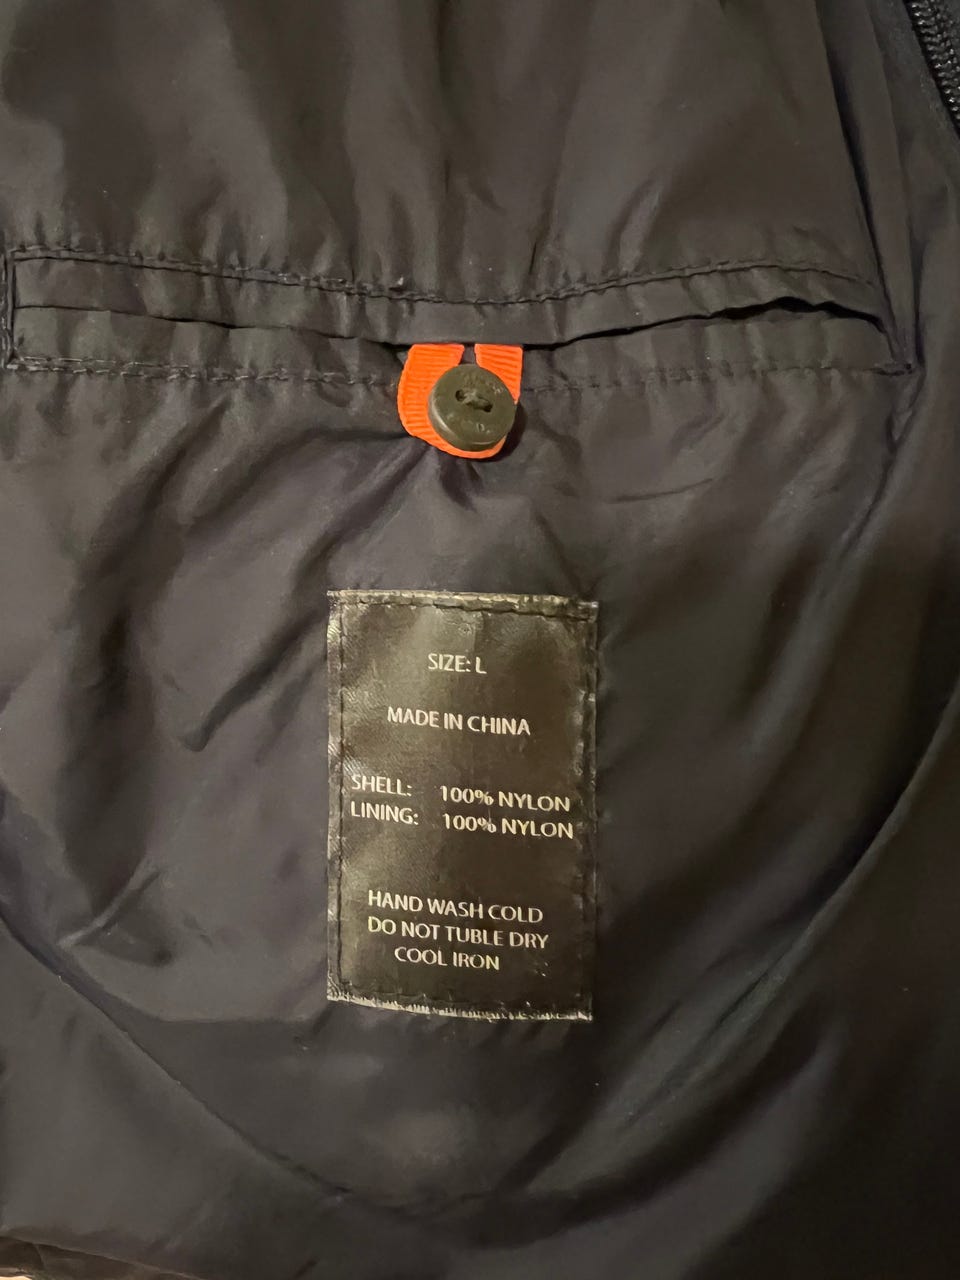 SIZE: L
MADE IN CHINA
SHELL: 100% NYLON
LINING: 100% NYLON
HAND WASH COLD
DO NOT TUBLE DRY
COOL IRON